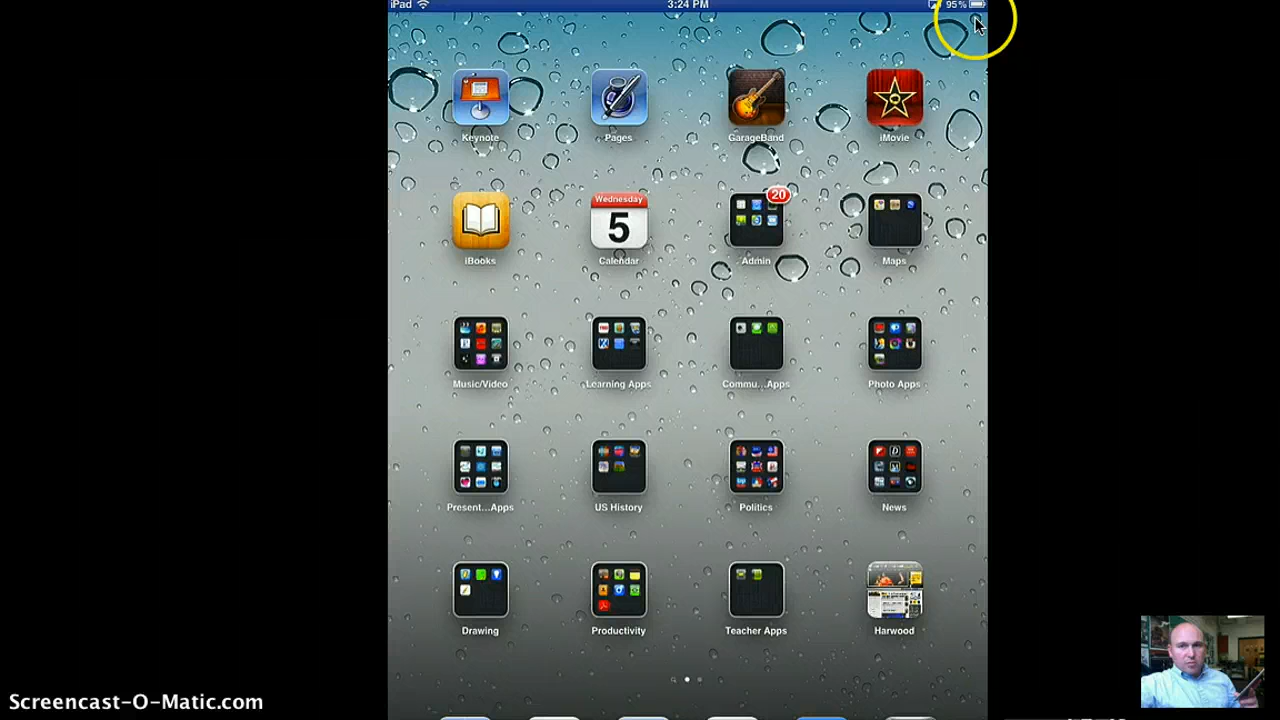 iPad 3:24 PM 95%
Keynote Pages GarageBand iMovie
Wednesday
5
20
iBooks Calendar Admin Maps
Music/Video Learning Apps Commu...Apps Photo Apps
Present...Apps US History Politics News
Drawing Productivity Teacher Apps Harwood
Screencast-O-Matic.com